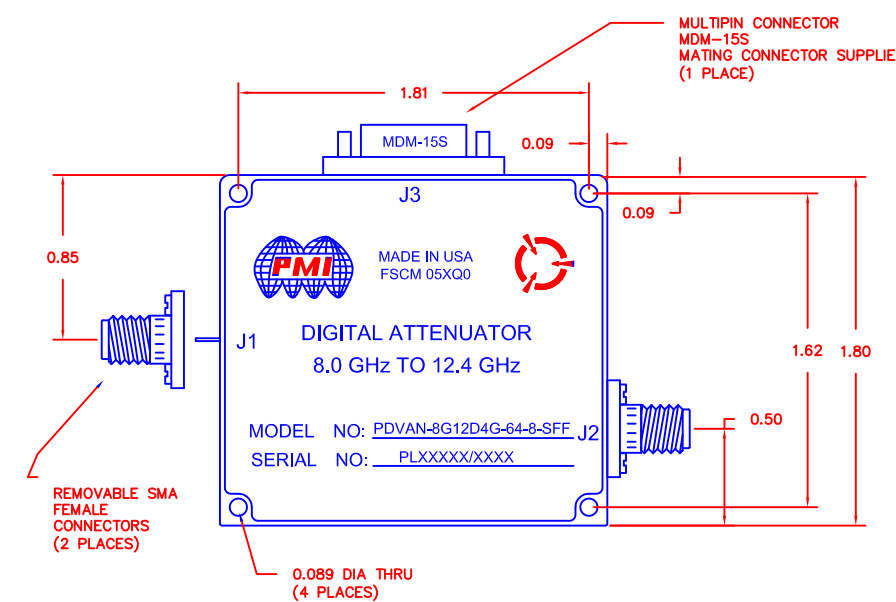 MULTIPIN CONNECTOR
MDM-15S
MATING CONNECTOR SUPPLIE
(1 PLACE)
1.81
MDM-15S
0.09
J3
0.09
0.85
PMI
MADE IN USA
FSCM 05XQ0
J1
DIGITAL ATTENUATOR
8.0 GHz TO 12.4 GHz
1.62
1.80
MODEL NO: PDVAN-8G12D4G-64-8-SFF
J2
0.50
SERIAL NO: PLXXXXX/XXXX
REMOVABLE SMA
FEMALE
CONNECTORS
(2 PLACES)
0.089 DIA THRU
(4 PLACES)